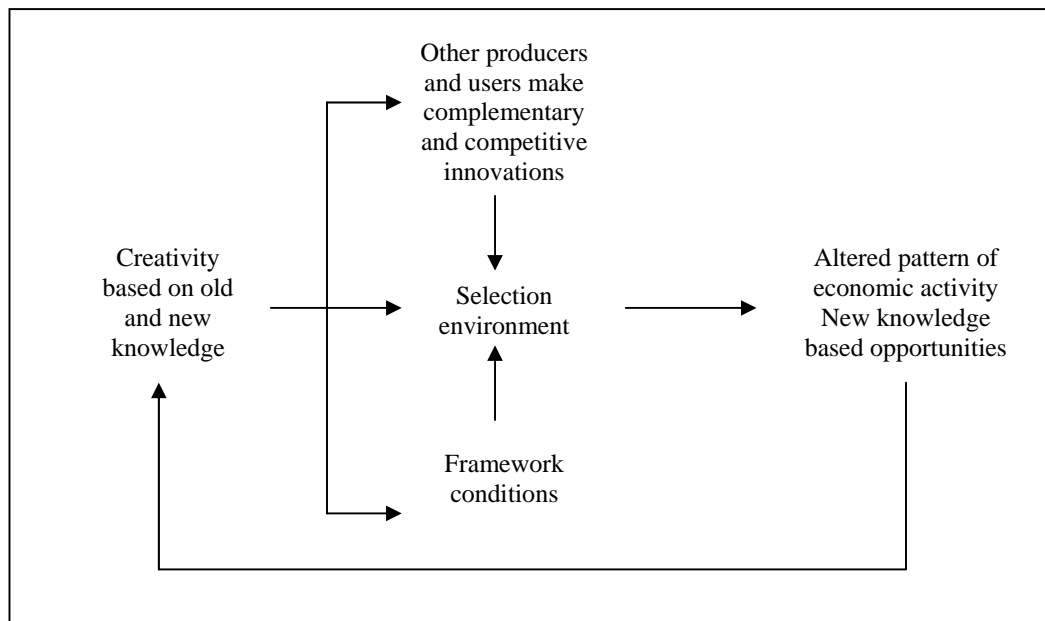 Other producers
and users make
complementary
and competitive
innovations
Creativity
based on old
and new
knowledge
Selection
environment
Altered pattern of
economic activity
New knowledge
based opportunities
Framework
conditions